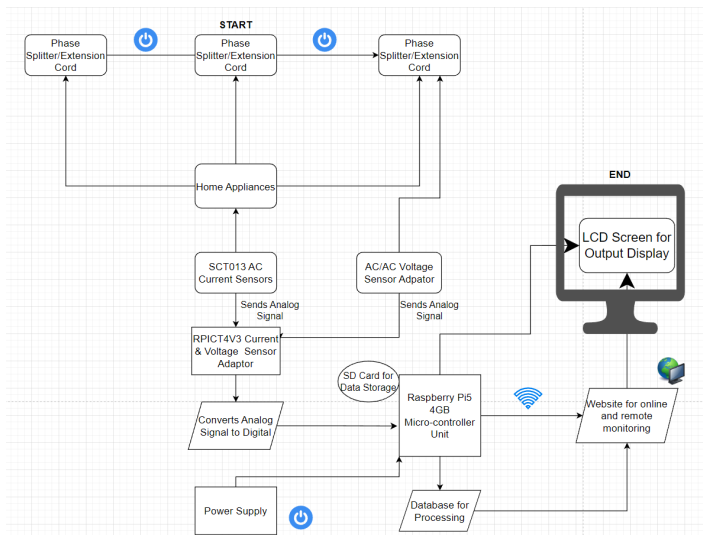 START
Phase
Splitter/Extension
Cord
Phase
Splitter/Extension
Cord
Phase
Splitter/Extension
Cord
Home Appliances
END
LCD Screen for
Output Display
SCT013 AC
Current Sensors
AC/AC Voltage
Sensor Adpator
Sends Analog
Signal
Sends Analog
Signal
RPICT4V3 Current
& Voltage Sensor
Adaptor
SD Card for
Data Storage
Raspberry Pi5
4GB
Micro-controller
Unit
Website for online
and remote
monitoring
Converts Analog
Signal to Digital
Power Supply
Database for
Processing